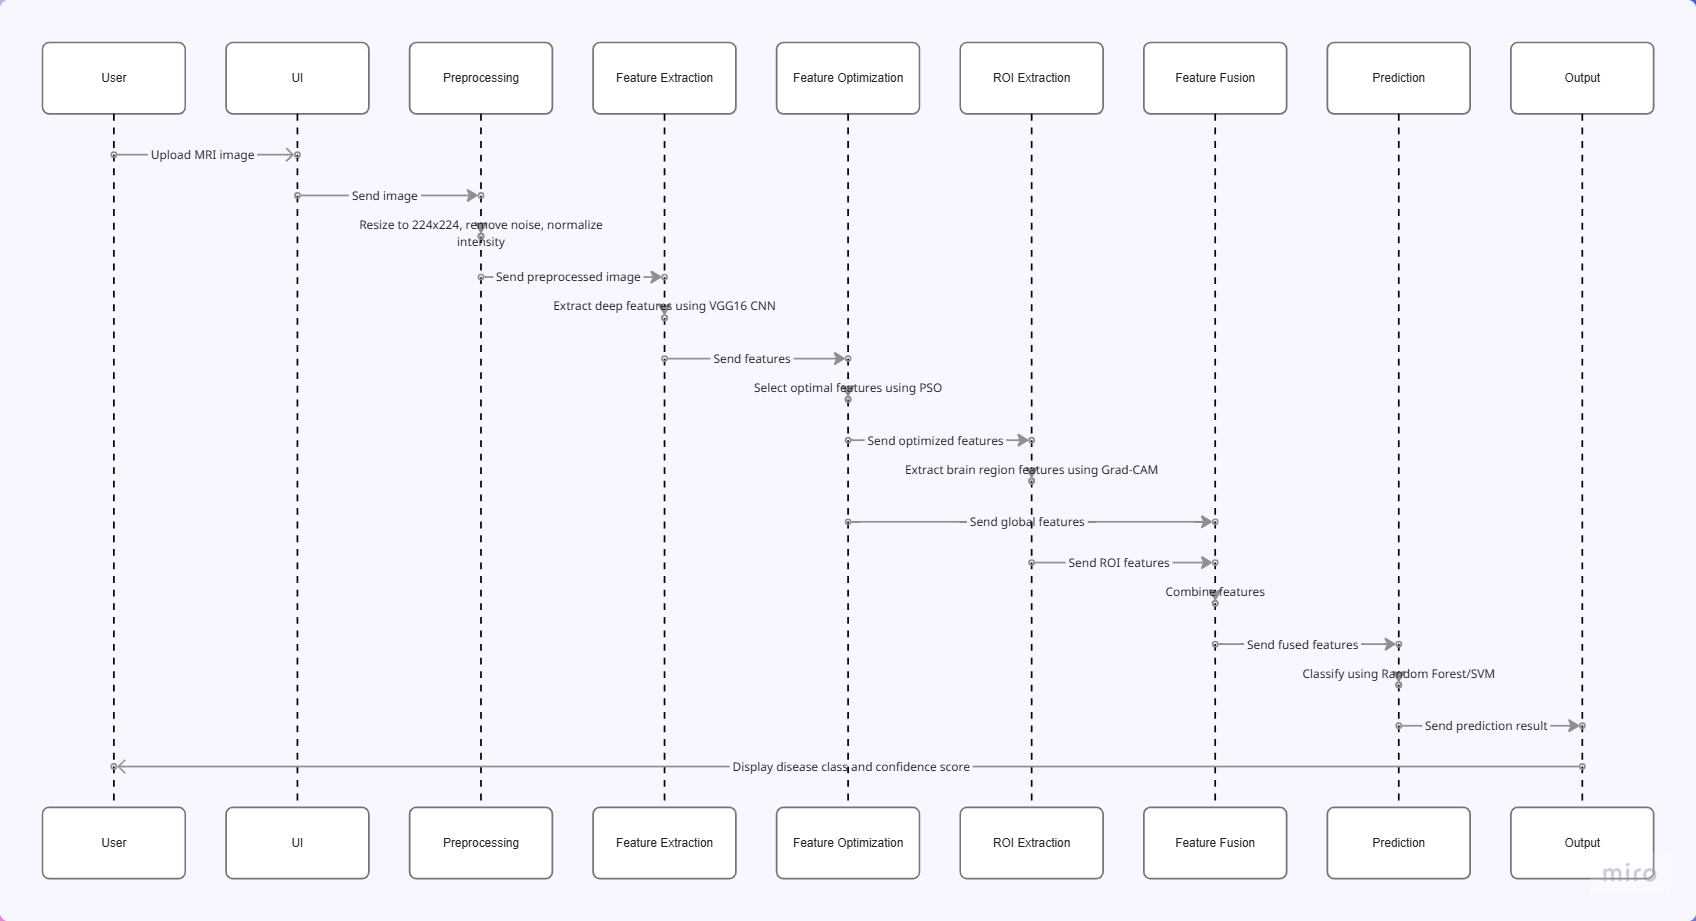 User
UI
Preprocessing
Feature Extraction
Feature Optimization
ROI Extraction
Feature Fusion
Prediction
Output
Upload MRI image
Send image
Resize to 224x224, remove noise, normalize
intensity
Send preprocessed image
Extract deep features using VGG16 CNN
Send features
Select optimal features using PSO
Send optimized features
Extract brain region features using Grad-CAM
Send global features
Send ROI features
Combine features
Send fused features
Classify using Random Forest/SVM
Send prediction result
Display disease class and confidence score
User
UI
Preprocessing
Feature Extraction
Feature Optimization
ROI Extraction
Feature Fusion
Prediction
Output
miro